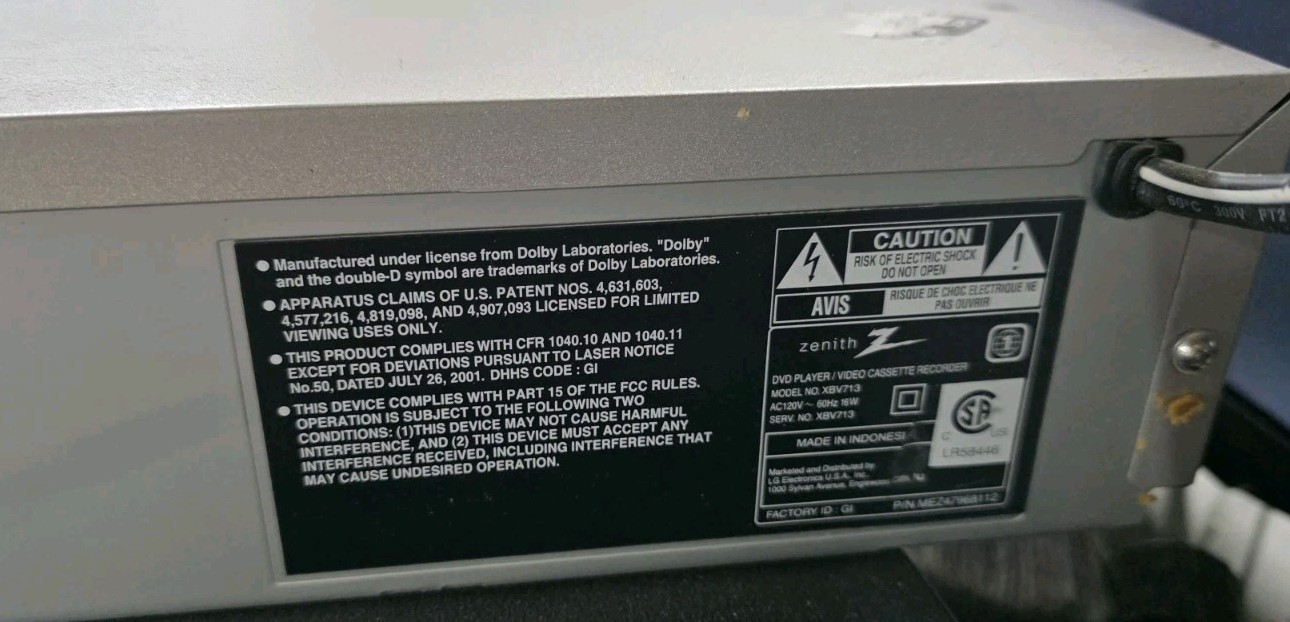 ● Manufactured under license from Dolby Laboratories. "Dolby"
and the double-D symbol are trademarks of Dolby Laboratories.
● APPARATUS CLAIMS OF U.S. PATENT NOS. 4,631,603,
4,577,216, 4,819,098, AND 4,907,093 LICENSED FOR LIMITED
VIEWING USES ONLY.
● THIS PRODUCT COMPLIES WITH CFR 1040.10 AND 1040.11
EXCEPT FOR DEVIATIONS PURSUANT TO LASER NOTICE
No.50, DATED JULY 26, 2001. DHHS CODE : GI
● THIS DEVICE COMPLIES WITH PART 15 OF THE FCC RULES.
OPERATION IS SUBJECT TO THE FOLLOWING TWO
CONDITIONS: (1)THIS DEVICE MAY NOT CAUSE HARMFUL
INTERFERENCE, AND (2) THIS DEVICE MUST ACCEPT ANY
INTERFERENCE RECEIVED, INCLUDING INTERFERENCE THAT
MAY CAUSE UNDESIRED OPERATION.
CAUTION
RISK OF ELECTRIC SHOCK
DO NOT OPEN
AVIS
RISQUE DE CHOC ELECTRIQUE NE
PAS OUVRIR
zenith
1
DVD PLAYER / VIDEO CASSETTE RECORDER
MODEL NO. XBV713
AC120V ~ 60Hz 16W
SERV. NO. XBV713
MADE IN INDONESI
C US
LR58446
Marketed and Distributed by
LG Electronics U.S.A., Inc.
1000 Sylvan Avenue,
FACTORY ID : GI P/N.MEZ47968112
60°C 300V FT2